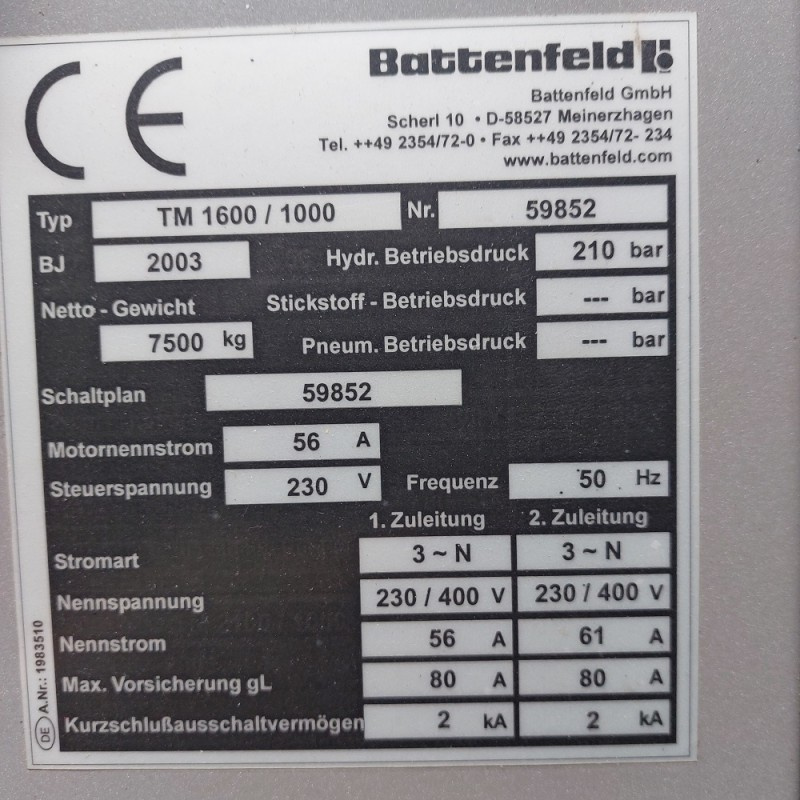 CE
Battenfeld
Battenfeld GmbH
Scherl 10 • D-58527 Meinerzhagen
Tel. ++49 2354/72-0 • Fax ++49 2354/72- 234
www.battenfeld.com
Typ TM 1600 / 1000 Nr. 59852
BJ 2003 Hydr. Betriebsdruck 210 bar
Netto - Gewicht Stickstoff - Betriebsdruck --- bar
7500 kg Pneum. Betriebsdruck --- bar
Schaltplan 59852
Motornennstrom 56 A
Steuerspannung 230 V Frequenz 50 Hz
1. Zuleitung 2. Zuleitung
Stromart 3 ~ N 3 ~ N
Nennspannung 230 / 400 V 230 / 400 V
Nennstrom 56 A 61 A
Max. Vorsicherung gL 80 A 80 A
Kurzschlußausschaltvermögen 2 kA 2 kA
DE A.Nr.: 1983510